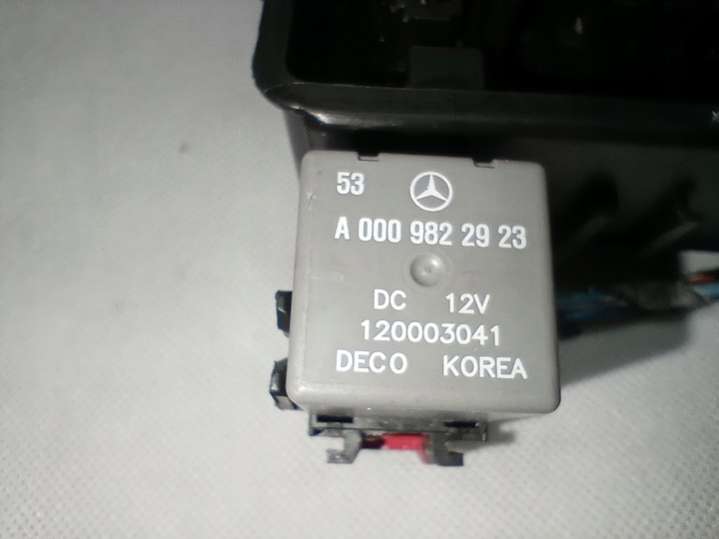 53
A 000 982 29 23
DC 12V
120003041
DECO KOREA